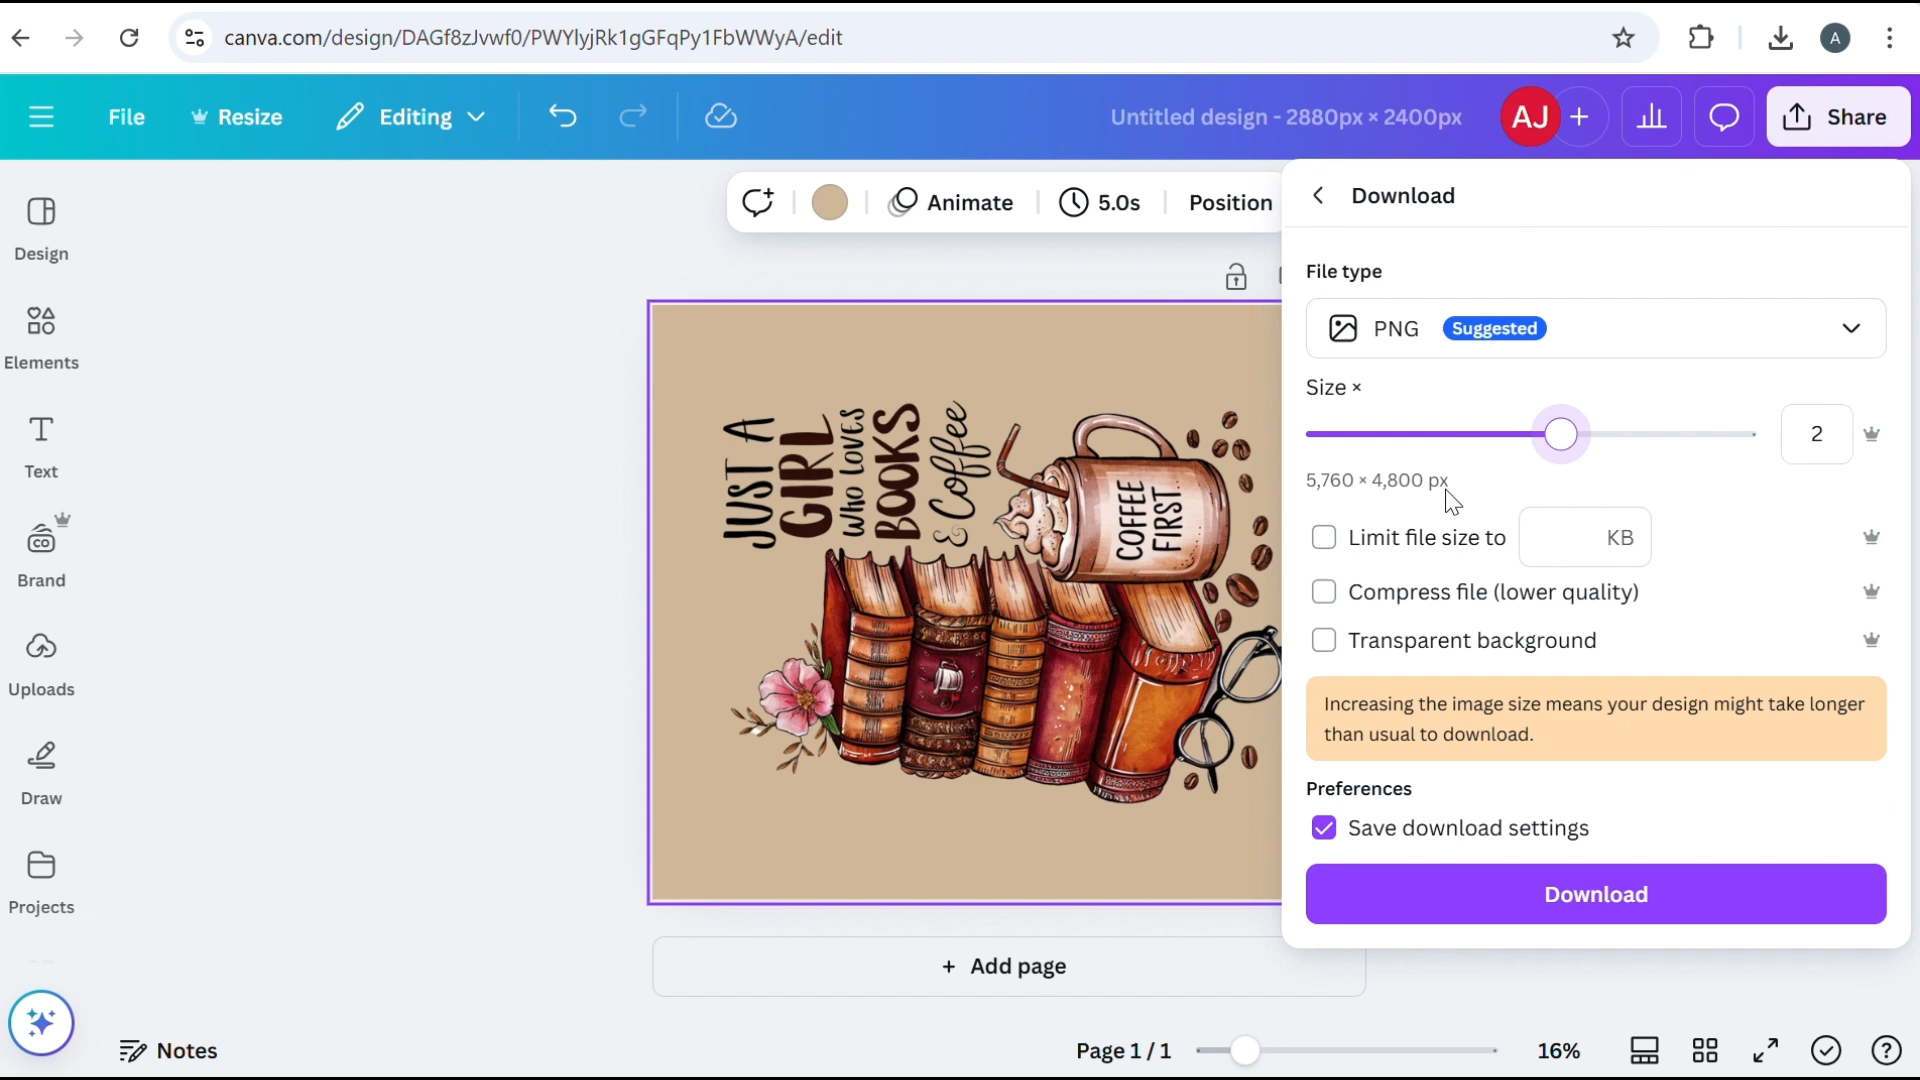 canva.com/design/DAGf8zJvwf0/PWYlyjRk1gGFqPy1FbWWyA/edit
A
File
Resize
Editing
Untitled design - 2880px × 2400px
AJ
+
Share
Design
Elements
Text
CO
Brand
Uploads
Draw
Projects
Animate
5.0s
Position
JUST A
GIRL
WHO LOVES
BOOKS
& Coffee
COFFEE
FIRST
Download
File type
PNG Suggested
Size ×
2
5,760 × 4,800 px
Limit file size to KB
Compress file (lower quality)
Transparent background
Increasing the image size means your design might take longer
than usual to download.
Preferences
Save download settings
Download
+ Add page
Notes
Page 1 / 1
16%